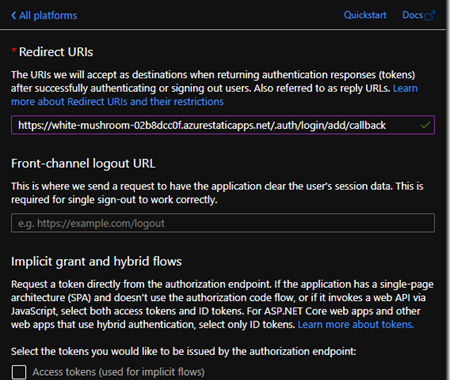 All platforms Quickstart Docs
* Redirect URIs
The URIs we will accept as destinations when returning authentication responses (tokens)
after successfully authenticating or signing out users. Also referred to as reply URLs. Learn
more about Redirect URIs and their restrictions
https://white-mushroom-02b8dcc0f.azurestaticapps.net/.auth/login/add/callback
Front-channel logout URL
This is where we send a request to have the application clear the user's session data. This is
required for single sign-out to work correctly.
e.g. https://example.com/logout
Implicit grant and hybrid flows
Request a token directly from the authorization endpoint. If the application has a single-page
architecture (SPA) and doesn't use the authorization code flow, or if it invokes a web API via
JavaScript, select both access tokens and ID tokens. For ASP.NET Core web apps and other
web apps that use hybrid authentication, select only ID tokens. Learn more about tokens.
Select the tokens you would like to be issued by the authorization endpoint:
Access tokens (used for implicit flows)